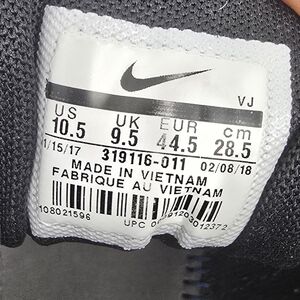 VJ
US UK EUR cm
10.5 9.5 44.5 28.5
1/15/17 319116-011 02/08/18
MADE IN VIETNAM
FABRIQUE AU VIETNAM
108021596
UPC